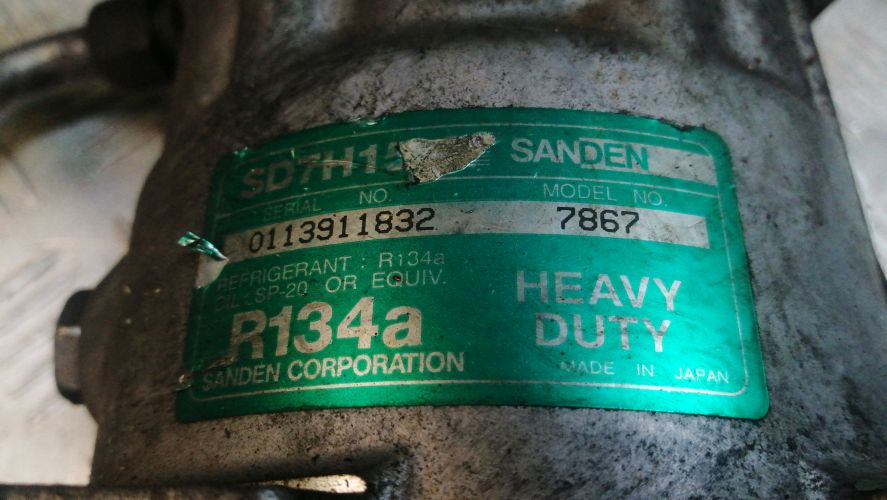 SD7H15 SANDEN
SERIAL NO. MODEL NO.
0113911832 7867
REFRIGERANT : R134a
OIL : SP-20 OR EQUIV.
R134a
HEAVY
DUTY
SANDEN CORPORATION
MADE IN JAPAN